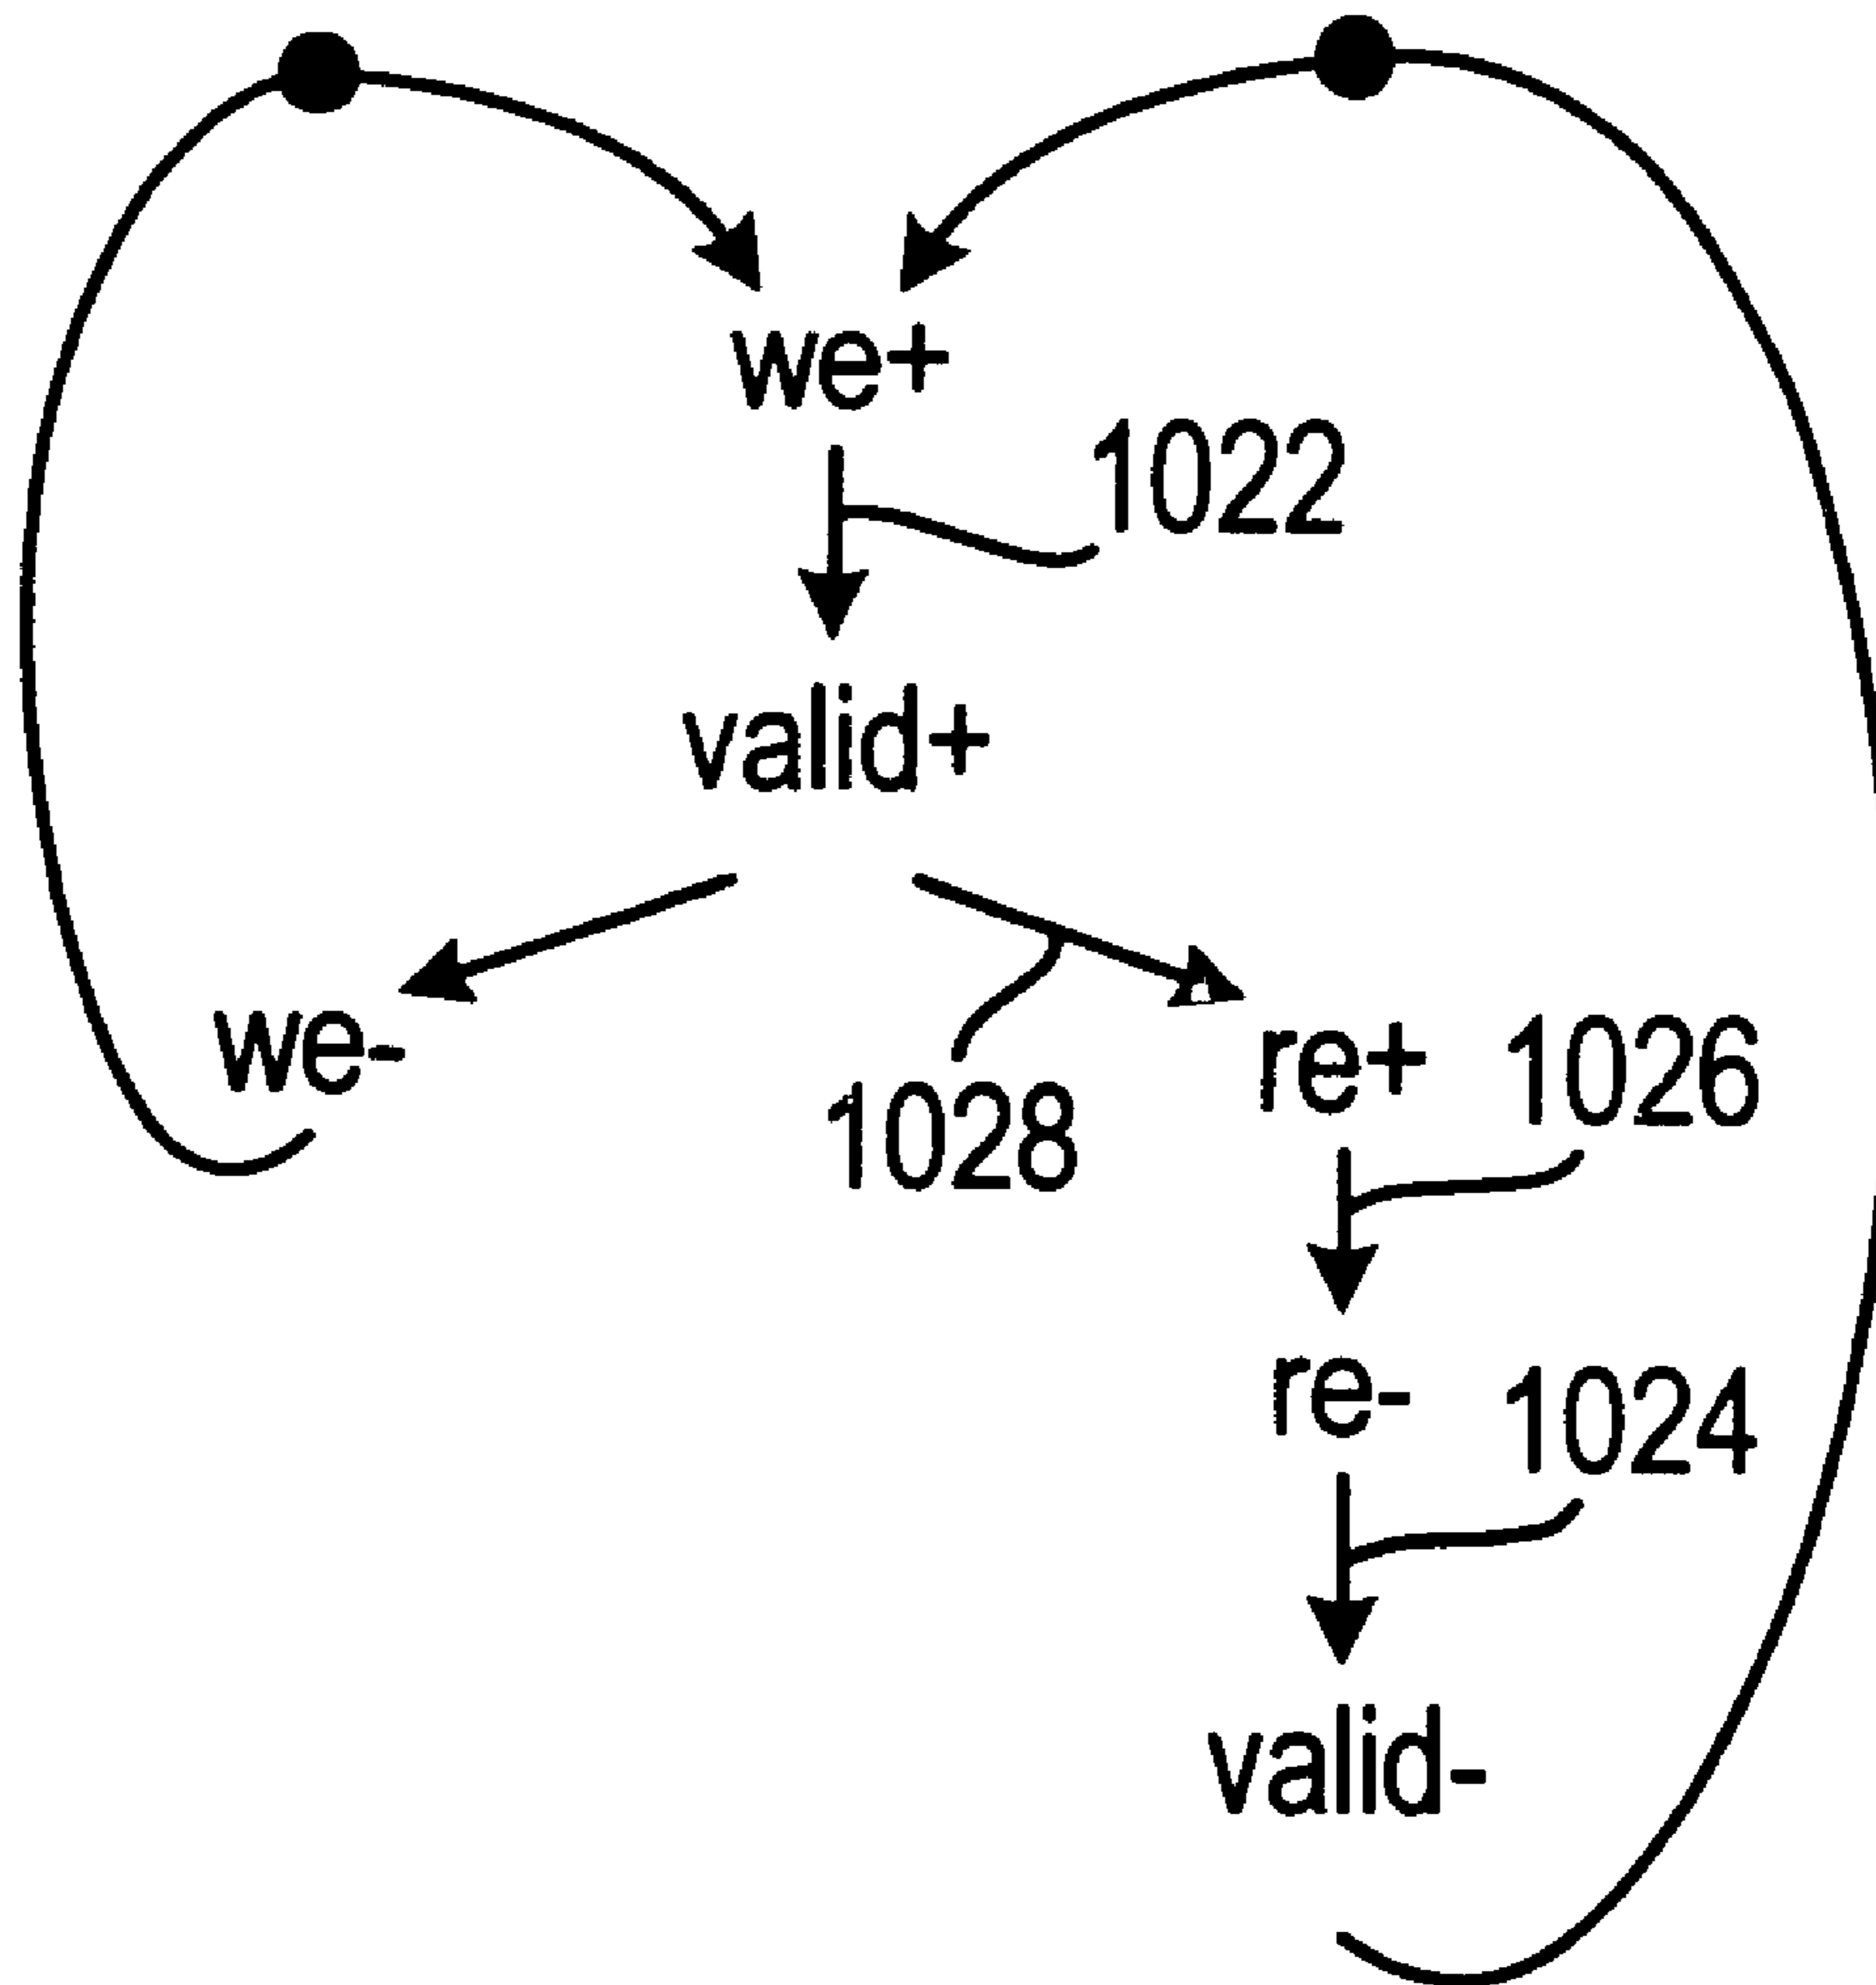 we+
1022
valid+
we-
1028
re+ 1026
re- 1024
valid-